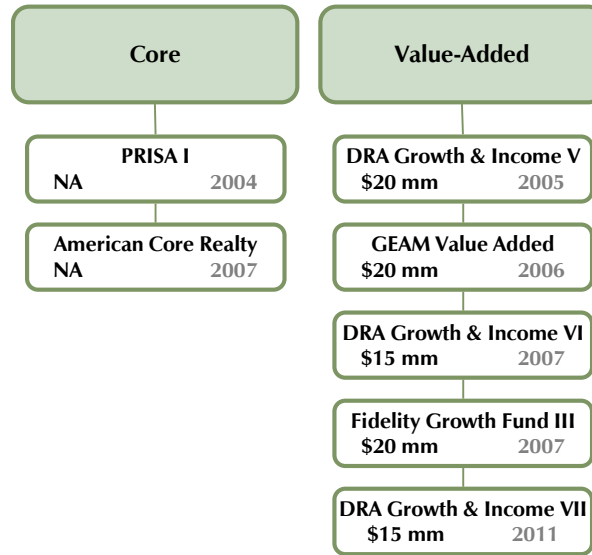 Core
PRISA I
NA 2004
American Core Realty
NA 2007
Value-Added
DRA Growth & Income V
$20 mm 2005
GEAM Value Added
$20 mm 2006
DRA Growth & Income VI
$15 mm 2007
Fidelity Growth Fund III
$20 mm 2007
DRA Growth & Income VII
$15 mm 2011